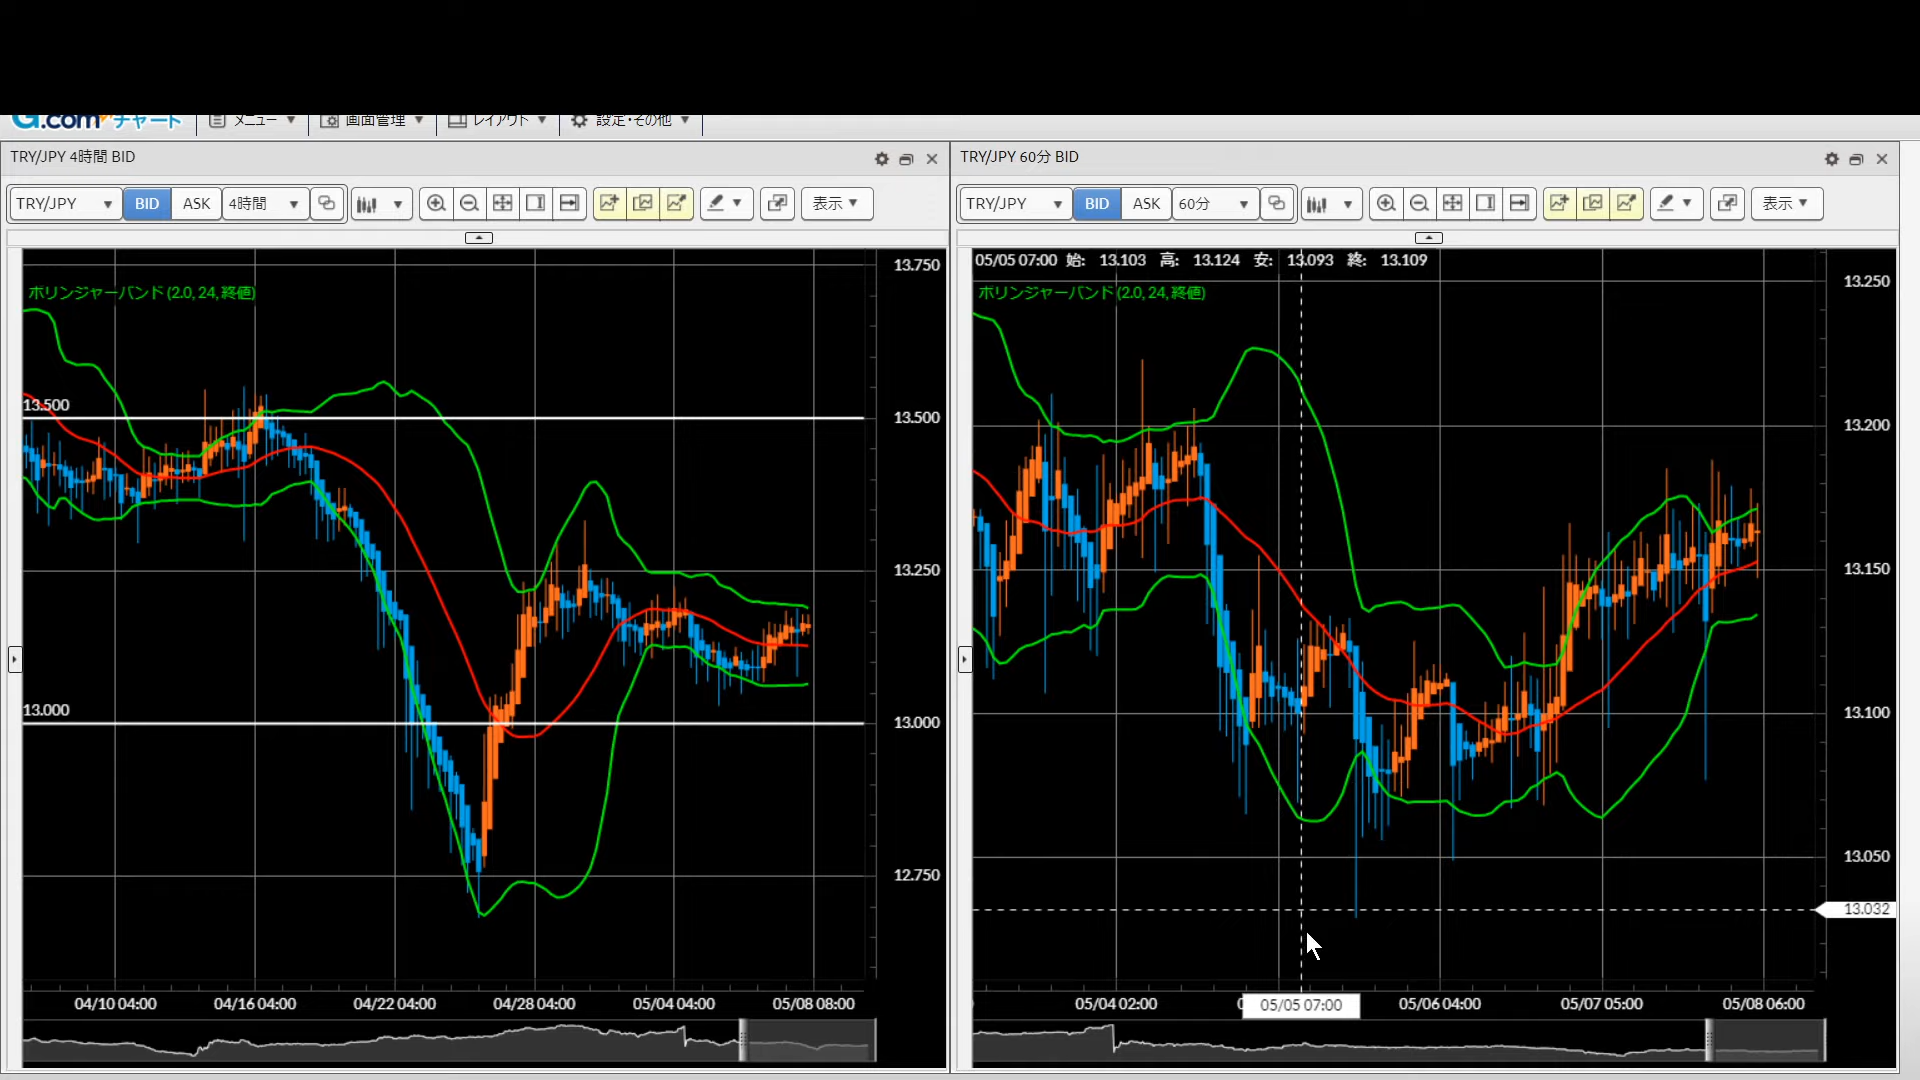 G.com チャート メニュー 画面管理 レイアウト 設定・その他
TRY/JPY 4時間 BID
TRY/JPY BID ASK 4時間 表示
ボリンジャーバンド (2.0, 24, 終値)
13.500
13.000
13.750
13.500
13.250
13.000
12.750
04/10 04:00 04/16 04:00 04/22 04:00 04/28 04:00 05/04 04:00 05/08 08:00
TRY/JPY 60分 BID
TRY/JPY BID ASK 60分 表示
05/05 07:00 始: 13.103 高: 13.124 安: 13.093 終: 13.109
ボリンジャーバンド (2.0, 24, 終値)
13.250
13.200
13.150
13.100
13.050
13.032
05/04 02:00 05/05 07:00 05/06 04:00 05/07 05:00 05/08 06:00